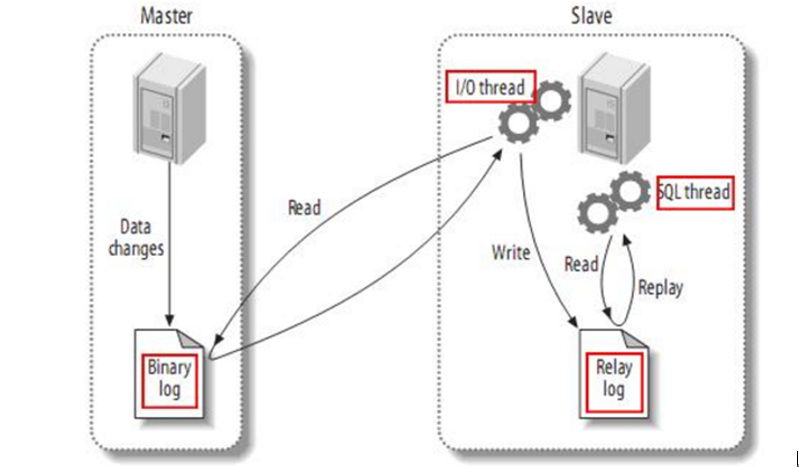 Master
Slave
I/O thread
SQL thread
Data
changes
Read
Write
Read
Replay
Binary
log
Relay
log